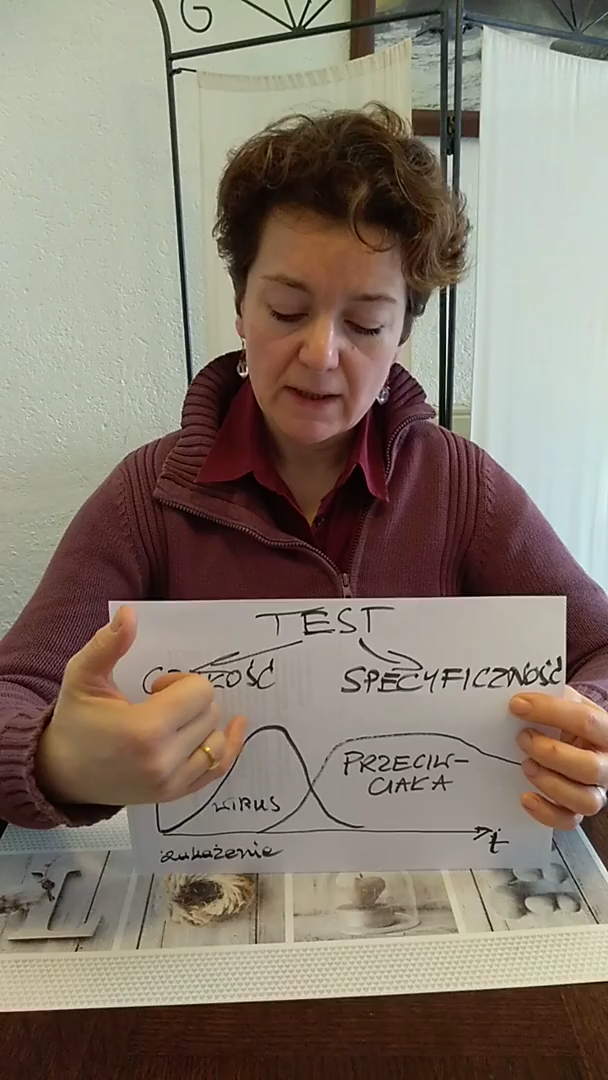 TEST
SPECYFICZNOŚĆ
PRZECIW-
CIAŁA
WIRUS
t
zakażenie